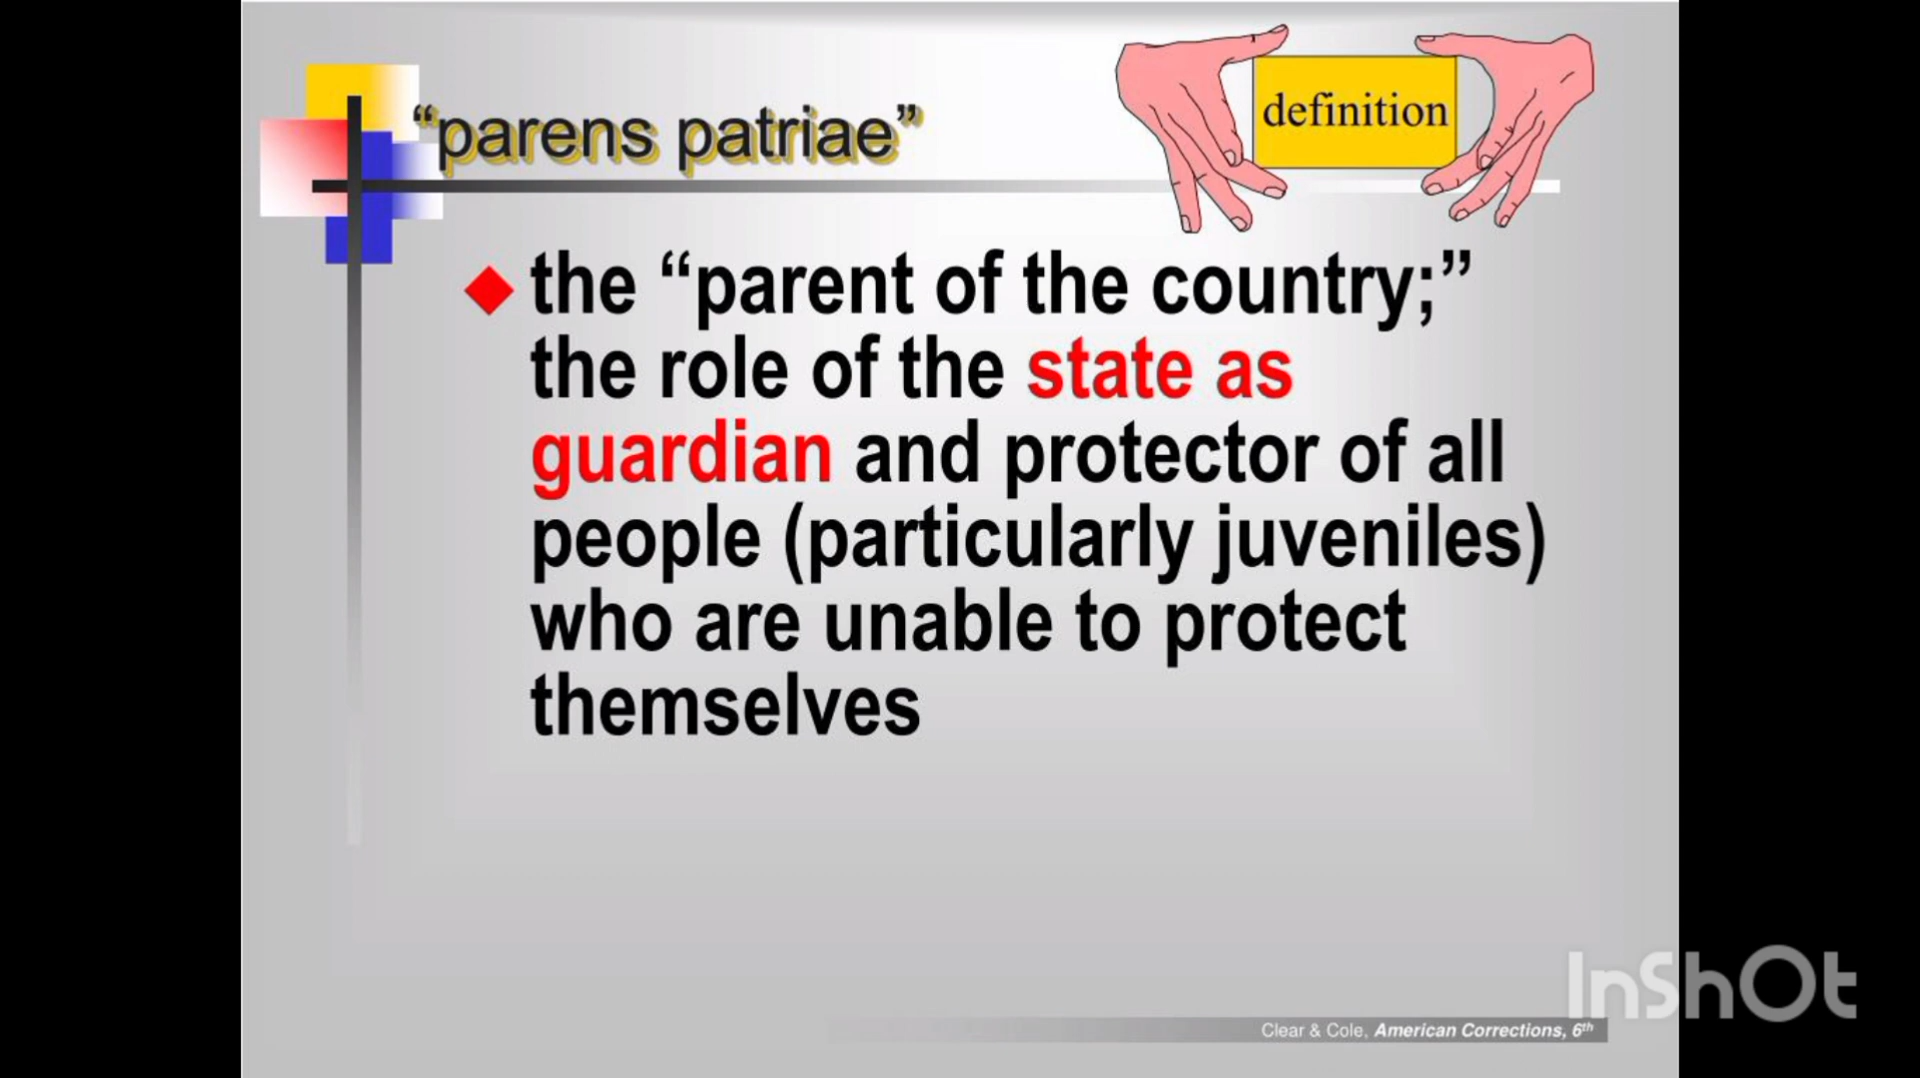 “parens patriae”
definition
the “parent of the country;”
the role of the state as
guardian and protector of all
people (particularly juveniles)
who are unable to protect
themselves
InShOt
Clear & Cole, American Corrections, 6th